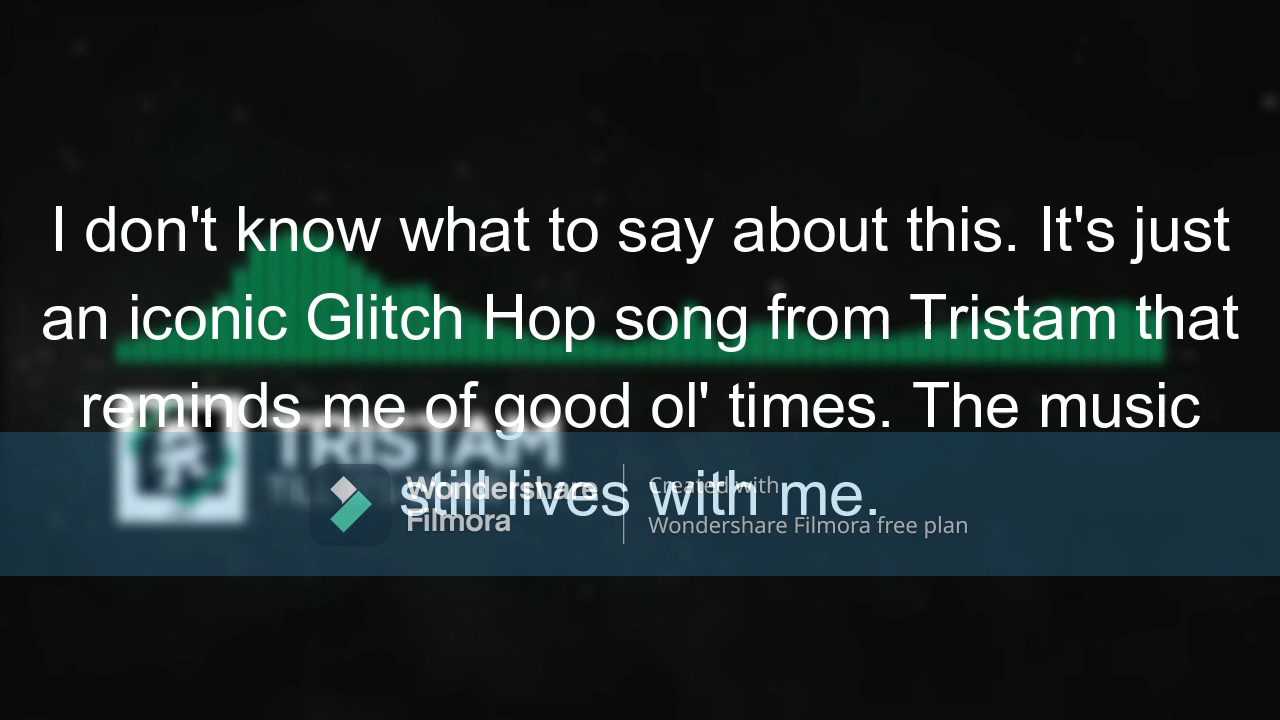 I don't know what to say about this. It's just
an iconic Glitch Hop song from Tristam that
reminds me of good ol' times. The music
still lives with me.
TRISTAM
Wondershare
Filmora
Created with
Wondershare Filmora free plan